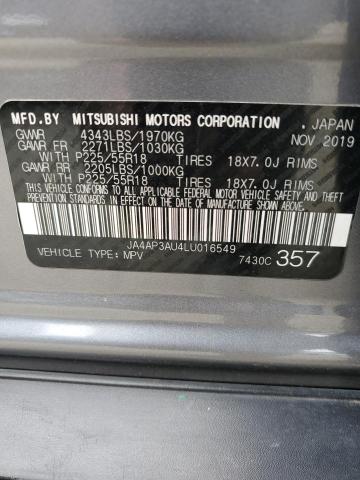 MFD.BY MITSUBISHI MOTORS CORPORATION . JAPAN
GVWR 4343LBS/1970KG NOV 2019
GAWR FR 2271LBS/1030KG
W/TH P225/55R18 TIRES 18X7.0J RIMS
GAWR RR 2205LBS/1000KG
WITH P225/55R18 TIRES 18X7.0J RIMS
THIS VEHICLE CONFORMS TO ALL APPLICABLE
FEDERAL MOTOR VEHICLE SAFETY, BUMPER, AND THEFT
PREVENTION STANDARDS IN EFFECT ON THE DATE OF
MANUFACTURE SHOWN ABOVE.
JA4AP3AU4LU016549
VEHICLE TYPE: MPV 7430C 357